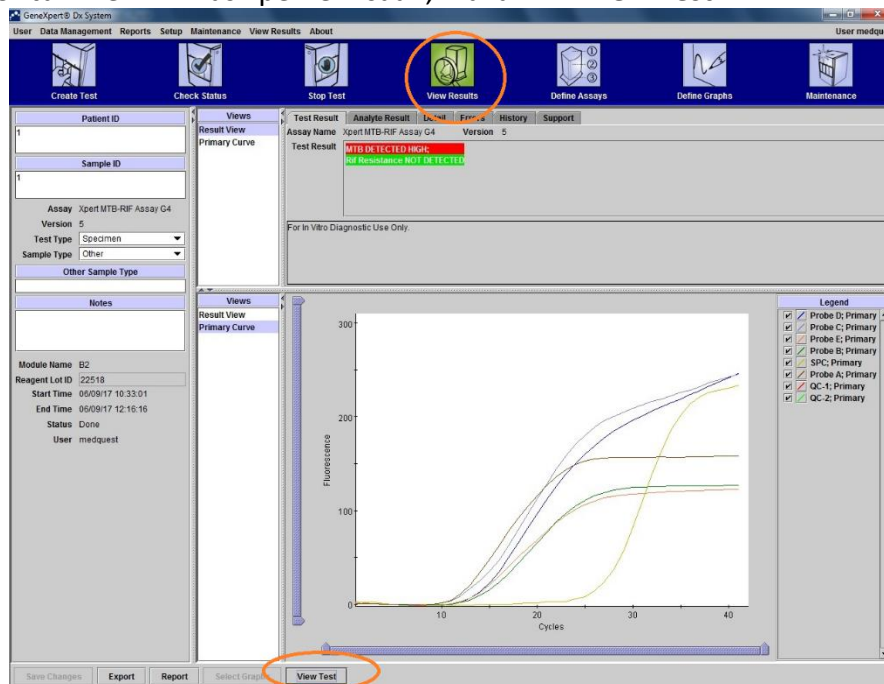 GeneXpert® Dx System
User Data Management Reports Setup Maintenance View Results About
User medqu
Create Test
Check Status
Stop Test
View Results
Define Assays
Define Graphs
Maintenance
Patient ID
1
Sample ID
1
Assay Xpert MTB-RIF Assay G4
Version 5
Test Type Specimen
Sample Type Other
Other Sample Type
Notes
Module Name B2
Reagent Lot ID 22518
Start Time 06/09/17 10:33:01
End Time 06/09/17 12:16:16
Status Done
User medquest
Views
Result View
Primary Curve
Test Result Analyte Result Detail Errors History Support
Assay Name Xpert MTB-RIF Assay G4 Version 5
Test Result MTB DETECTED HIGH;
Rif Resistance NOT DETECTED
For In Vitro Diagnostic Use Only.
Views
Result View
Primary Curve
300
200
100
0
10 20 30 40
Fluorescence
Cycles
Legend
Probe D; Primary
Probe C; Primary
Probe E; Primary
Probe B; Primary
SPC; Primary
Probe A; Primary
QC-1; Primary
QC-2; Primary
Save Changes Export Report Select Graph View Test